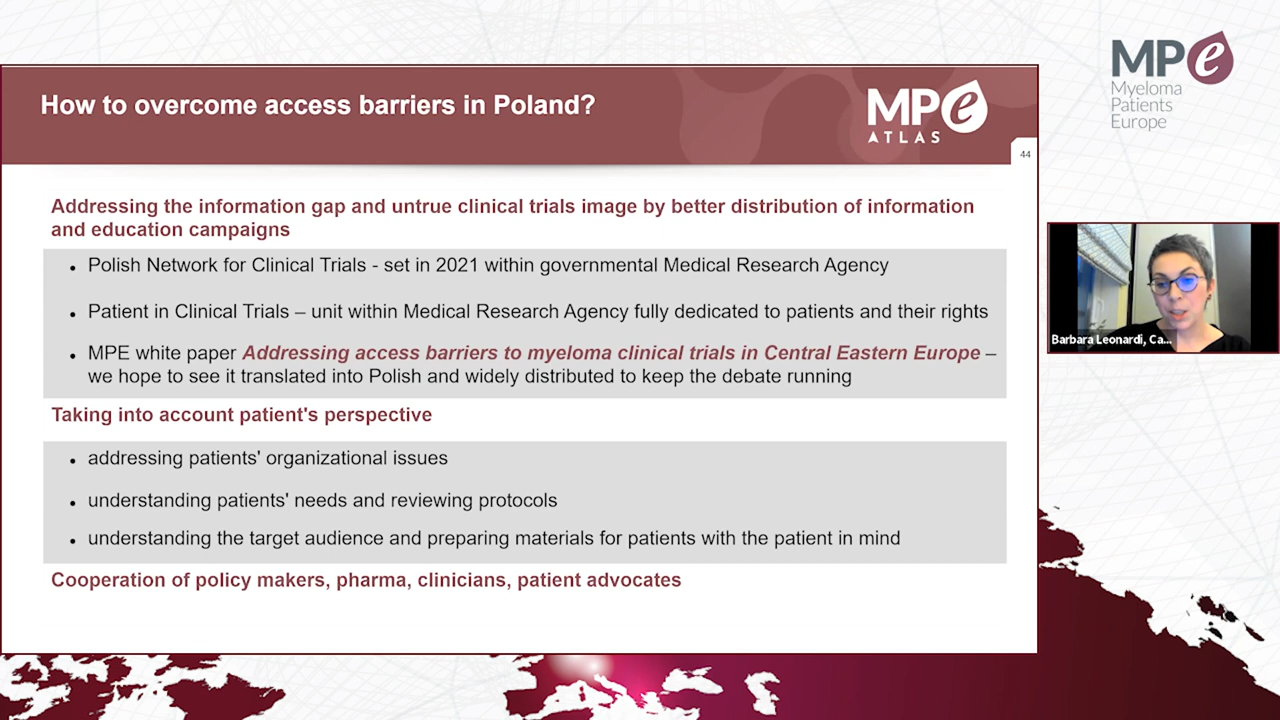 How to overcome access barriers in Poland?
MPe
ATLAS
44
MPe
Myeloma
Patients
Europe
Addressing the information gap and untrue clinical trials image by better distribution of information
and education campaigns
• Polish Network for Clinical Trials - set in 2021 within governmental Medical Research Agency
• Patient in Clinical Trials – unit within Medical Research Agency fully dedicated to patients and their rights
• MPE white paper Addressing access barriers to myeloma clinical trials in Central Eastern Europe –
we hope to see it translated into Polish and widely distributed to keep the debate running
Taking into account patient's perspective
• addressing patients' organizational issues
• understanding patients' needs and reviewing protocols
• understanding the target audience and preparing materials for patients with the patient in mind
Cooperation of policy makers, pharma, clinicians, patient advocates
Barbara Leonardi, Ca...